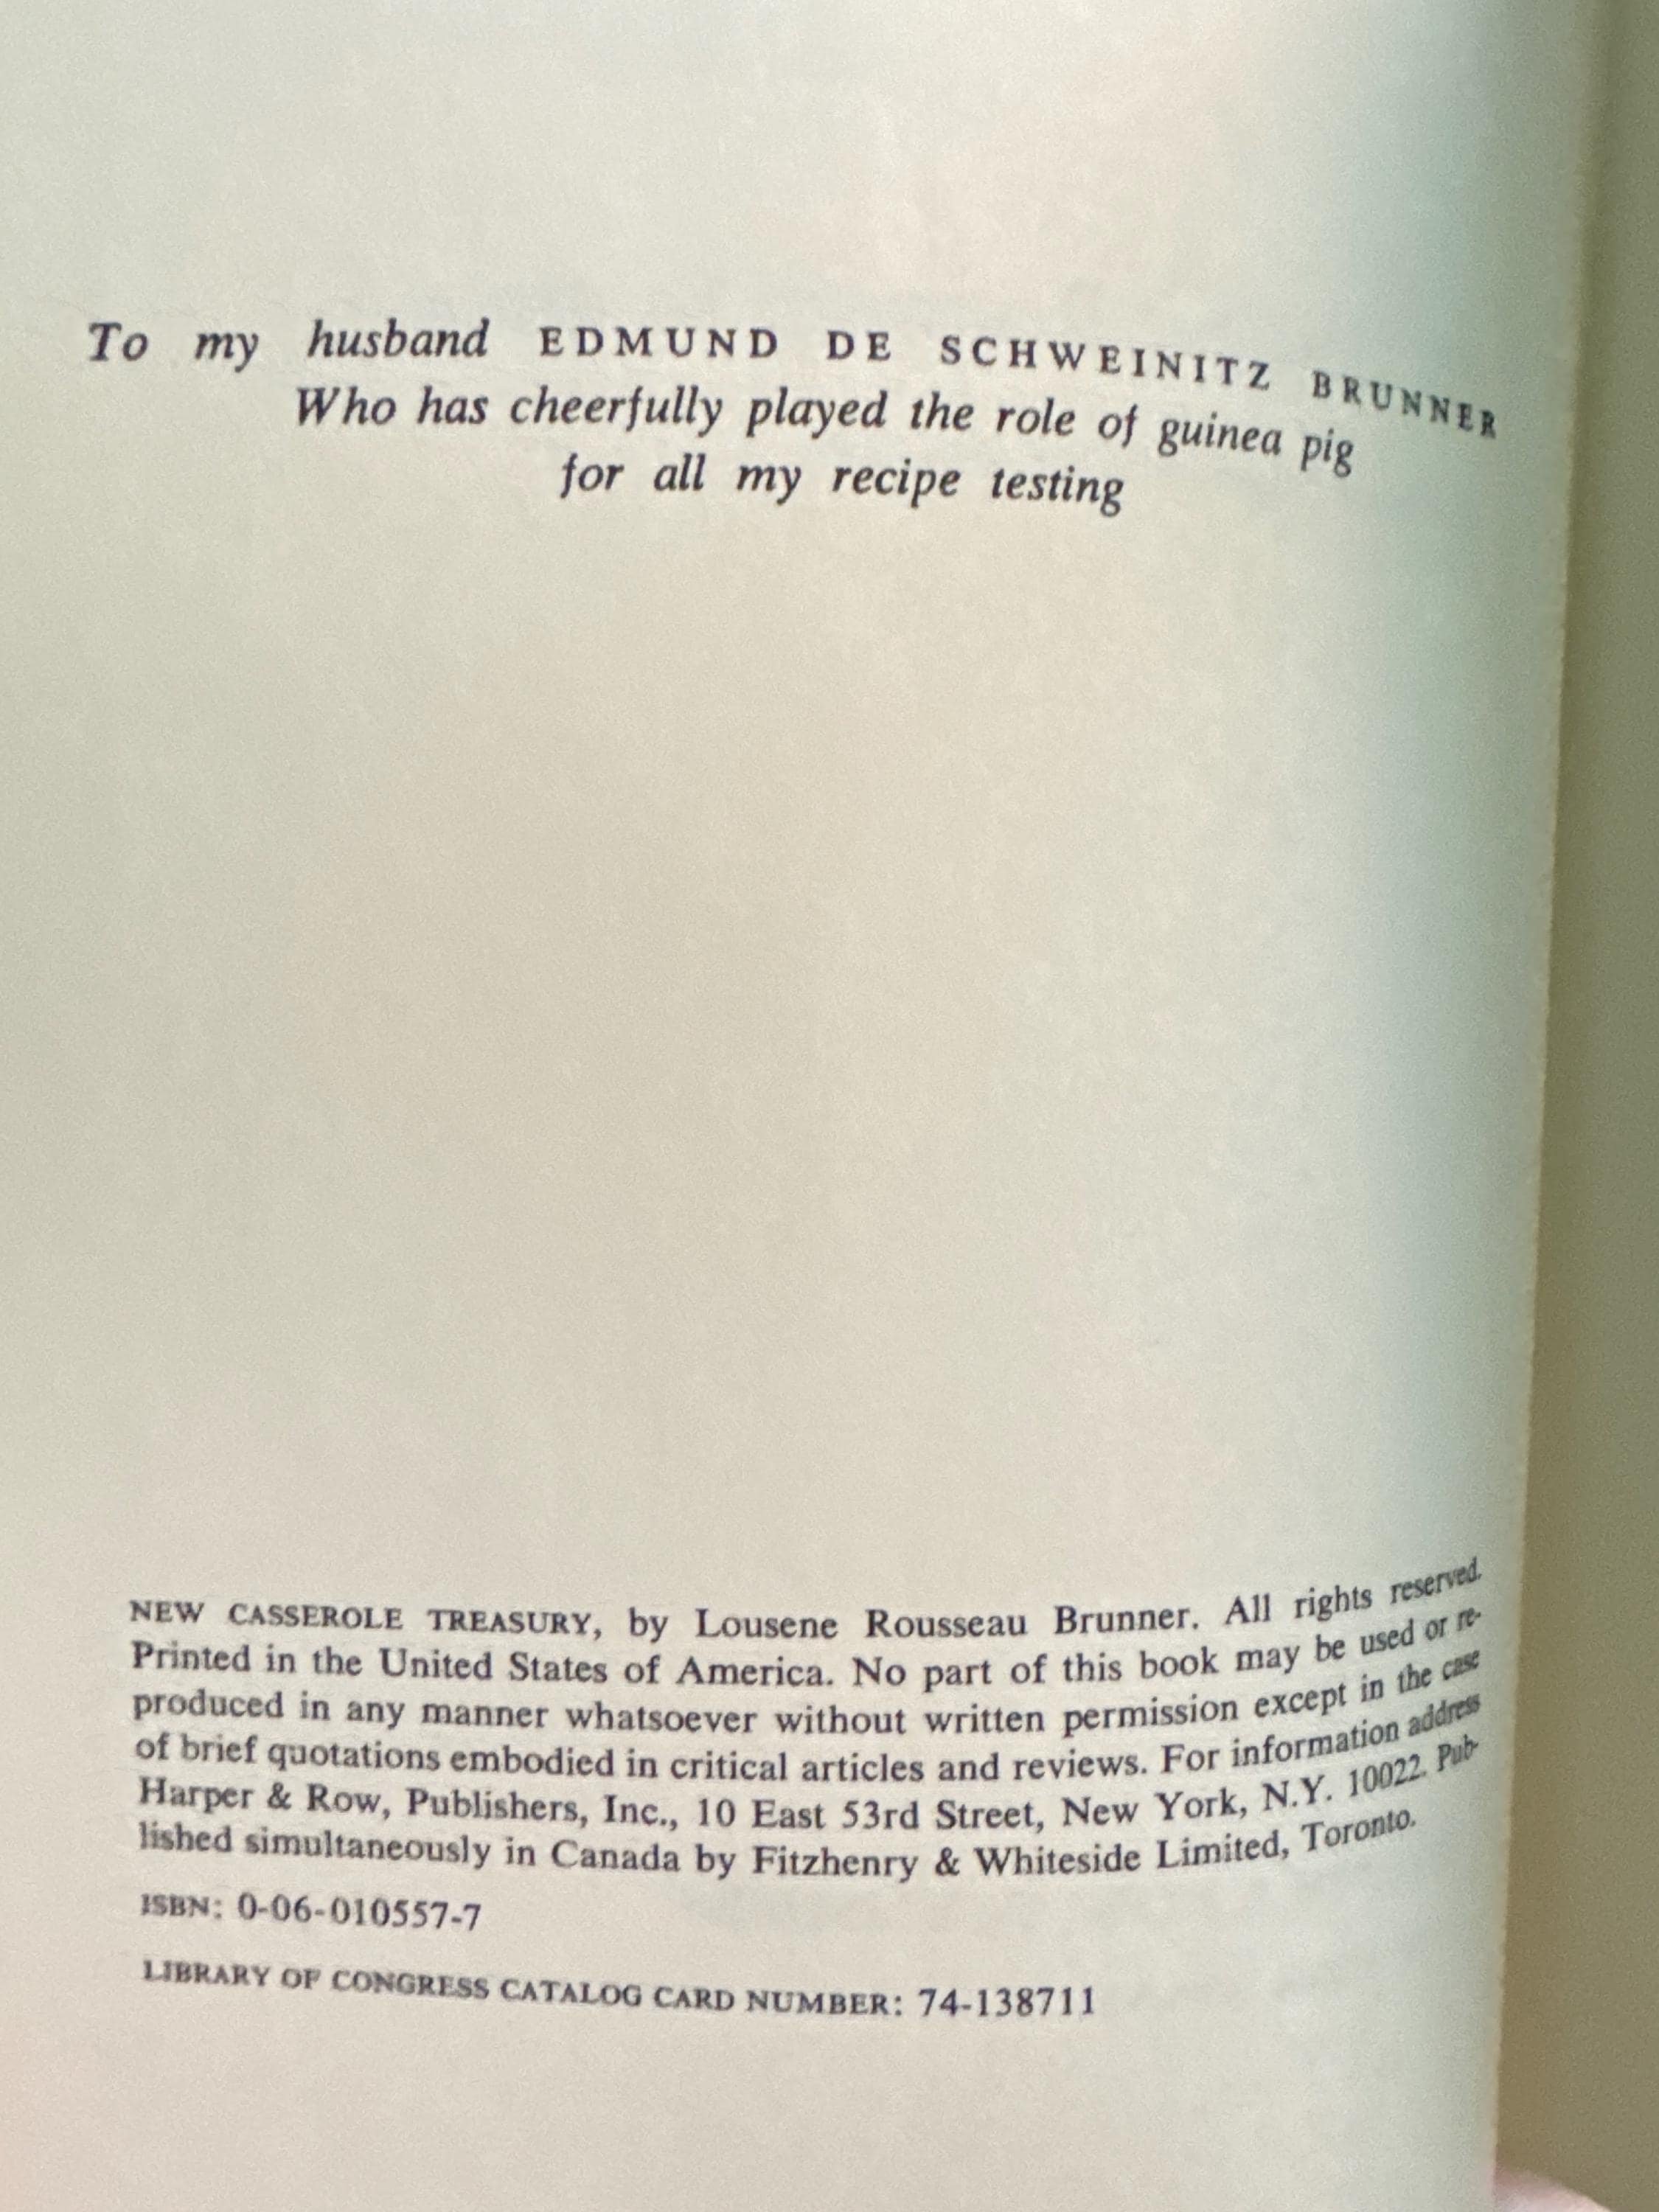 To my husband EDMUND DE SCHWEINITZ BRUNNER
Who has cheerfully played the role of guinea pig
for all my recipe testing
NEW CASSEROLE TREASURY, by Lousene Rousseau Brunner. All rights reserved.
Printed in the United States of America. No part of this book may be used or re-
produced in any manner whatsoever without written permission except in the case
of brief quotations embodied in critical articles and reviews. For information address
Harper & Row, Publishers, Inc., 10 East 53rd Street, New York, N.Y. 10022. Pub-
lished simultaneously in Canada by Fitzhenry & Whiteside Limited, Toronto.
ISBN: 0-06-010557-7
LIBRARY OF CONGRESS CATALOG CARD NUMBER: 74-138711